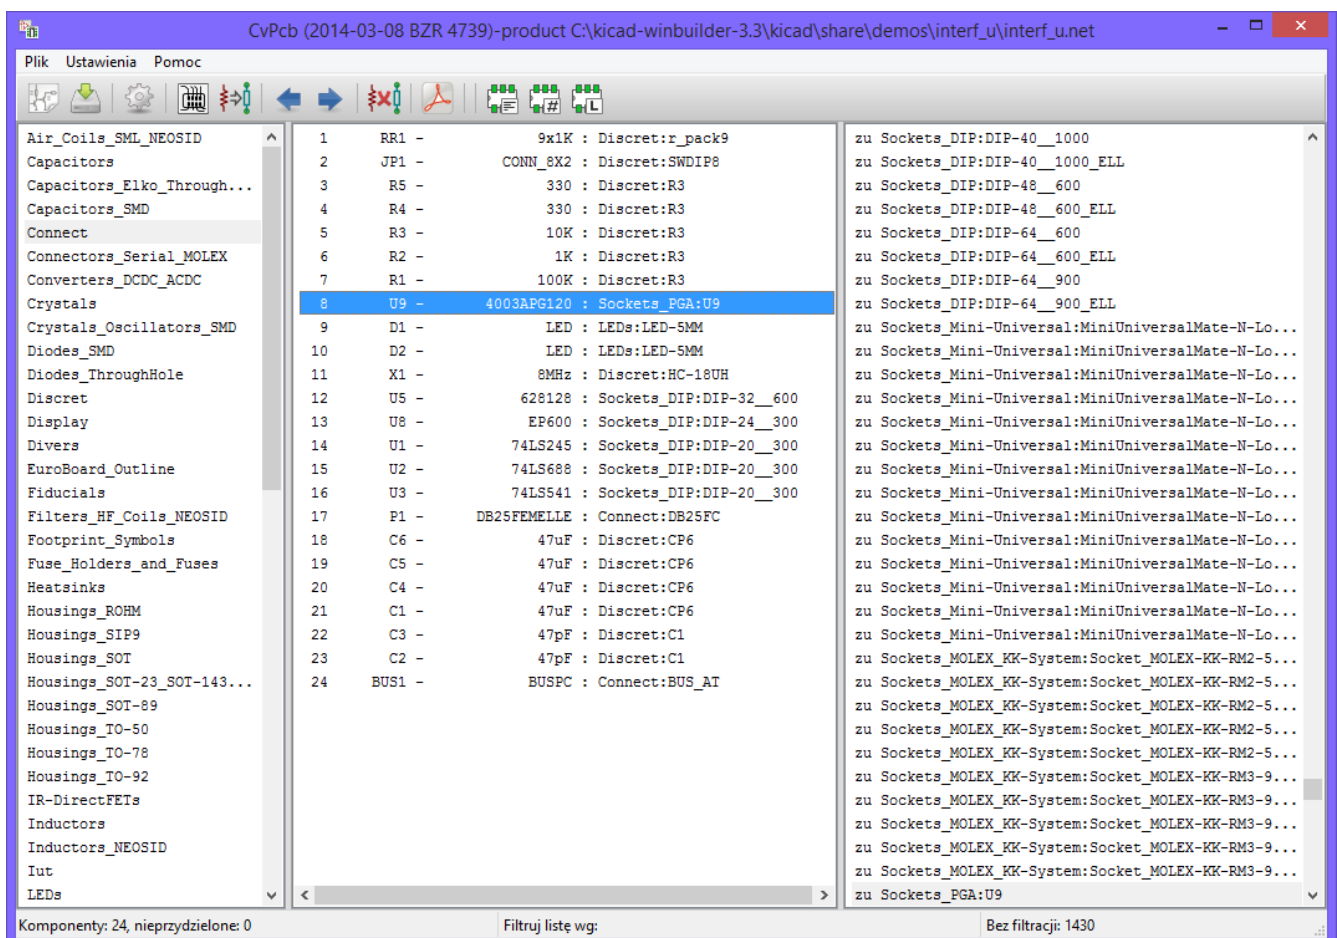 CvPcb (2014-03-08 BZR 4739)-product C:\kicad-winbuilder-3.3\kicad\share\demos\interf_u\interf_u.net
Plik Ustawienia Pomoc
Air_Coils_SML_NEOSID
Capacitors
Capacitors_Elko_Through...
Capacitors_SMD
Connect
Connectors_Serial_MOLEX
Converters_DCDC_ACDC
Crystals
Crystals_Oscillators_SMD
Diodes_SMD
Diodes_ThroughHole
Discret
Display
Divers
EuroBoard_Outline
Fiducials
Filters_HF_Coils_NEOSID
Footprint_Symbols
Fuse_Holders_and_Fuses
Heatsinks
Housings_ROHM
Housings_SIP9
Housings_SOT
Housings_SOT-23_SOT-143...
Housings_SOT-89
Housings_TO-50
Housings_TO-78
Housings_TO-92
IR-DirectFETs
Inductors
Inductors_NEOSID
Iut
LEDs
1 RR1 - 9x1K : Discret:r_pack9
2 JP1 - CONN_8X2 : Discret:SWDIP8
3 R5 - 330 : Discret:R3
4 R4 - 330 : Discret:R3
5 R3 - 10K : Discret:R3
6 R2 - 1K : Discret:R3
7 R1 - 100K : Discret:R3
8 U9 - 4003APG120 : Sockets_PGA:U9
9 D1 - LED : LEDs:LED-5MM
10 D2 - LED : LEDs:LED-5MM
11 X1 - 8MHz : Discret:HC-18UH
12 U5 - 628128 : Sockets_DIP:DIP-32__600
13 U8 - EP600 : Sockets_DIP:DIP-24__300
14 U1 - 74LS245 : Sockets_DIP:DIP-20__300
15 U2 - 74LS688 : Sockets_DIP:DIP-20__300
16 U3 - 74LS541 : Sockets_DIP:DIP-20__300
17 P1 - DB25FEMELLE : Connect:DB25FC
18 C6 - 47uF : Discret:CP6
19 C5 - 47uF : Discret:CP6
20 C4 - 47uF : Discret:CP6
21 C1 - 47uF : Discret:CP6
22 C3 - 47pF : Discret:C1
23 C2 - 47pF : Discret:C1
24 BUS1 - BUSPC : Connect:BUS_AT
zu Sockets_DIP:DIP-40__1000
zu Sockets_DIP:DIP-40__1000_ELL
zu Sockets_DIP:DIP-48__600
zu Sockets_DIP:DIP-48__600_ELL
zu Sockets_DIP:DIP-64__600
zu Sockets_DIP:DIP-64__600_ELL
zu Sockets_DIP:DIP-64__900
zu Sockets_DIP:DIP-64__900_ELL
zu Sockets_Mini-Universal:MiniUniversalMate-N-Lo...
zu Sockets_Mini-Universal:MiniUniversalMate-N-Lo...
zu Sockets_Mini-Universal:MiniUniversalMate-N-Lo...
zu Sockets_Mini-Universal:MiniUniversalMate-N-Lo...
zu Sockets_Mini-Universal:MiniUniversalMate-N-Lo...
zu Sockets_Mini-Universal:MiniUniversalMate-N-Lo...
zu Sockets_Mini-Universal:MiniUniversalMate-N-Lo...
zu Sockets_Mini-Universal:MiniUniversalMate-N-Lo...
zu Sockets_Mini-Universal:MiniUniversalMate-N-Lo...
zu Sockets_Mini-Universal:MiniUniversalMate-N-Lo...
zu Sockets_Mini-Universal:MiniUniversalMate-N-Lo...
zu Sockets_Mini-Universal:MiniUniversalMate-N-Lo...
zu Sockets_Mini-Universal:MiniUniversalMate-N-Lo...
zu Sockets_Mini-Universal:MiniUniversalMate-N-Lo...
zu Sockets_MOLEX_KK-System:Socket_MOLEX-KK-RM2-5...
zu Sockets_MOLEX_KK-System:Socket_MOLEX-KK-RM2-5...
zu Sockets_MOLEX_KK-System:Socket_MOLEX-KK-RM2-5...
zu Sockets_MOLEX_KK-System:Socket_MOLEX-KK-RM2-5...
zu Sockets_MOLEX_KK-System:Socket_MOLEX-KK-RM2-5...
zu Sockets_MOLEX_KK-System:Socket_MOLEX-KK-RM3-9...
zu Sockets_MOLEX_KK-System:Socket_MOLEX-KK-RM3-9...
zu Sockets_MOLEX_KK-System:Socket_MOLEX-KK-RM3-9...
zu Sockets_MOLEX_KK-System:Socket_MOLEX-KK-RM3-9...
zu Sockets_MOLEX_KK-System:Socket_MOLEX-KK-RM3-9...
zu Sockets_PGA:U9
Komponenty: 24, nieprzydzielone: 0
Filtruj listę wg:
Bez filtracji: 1430